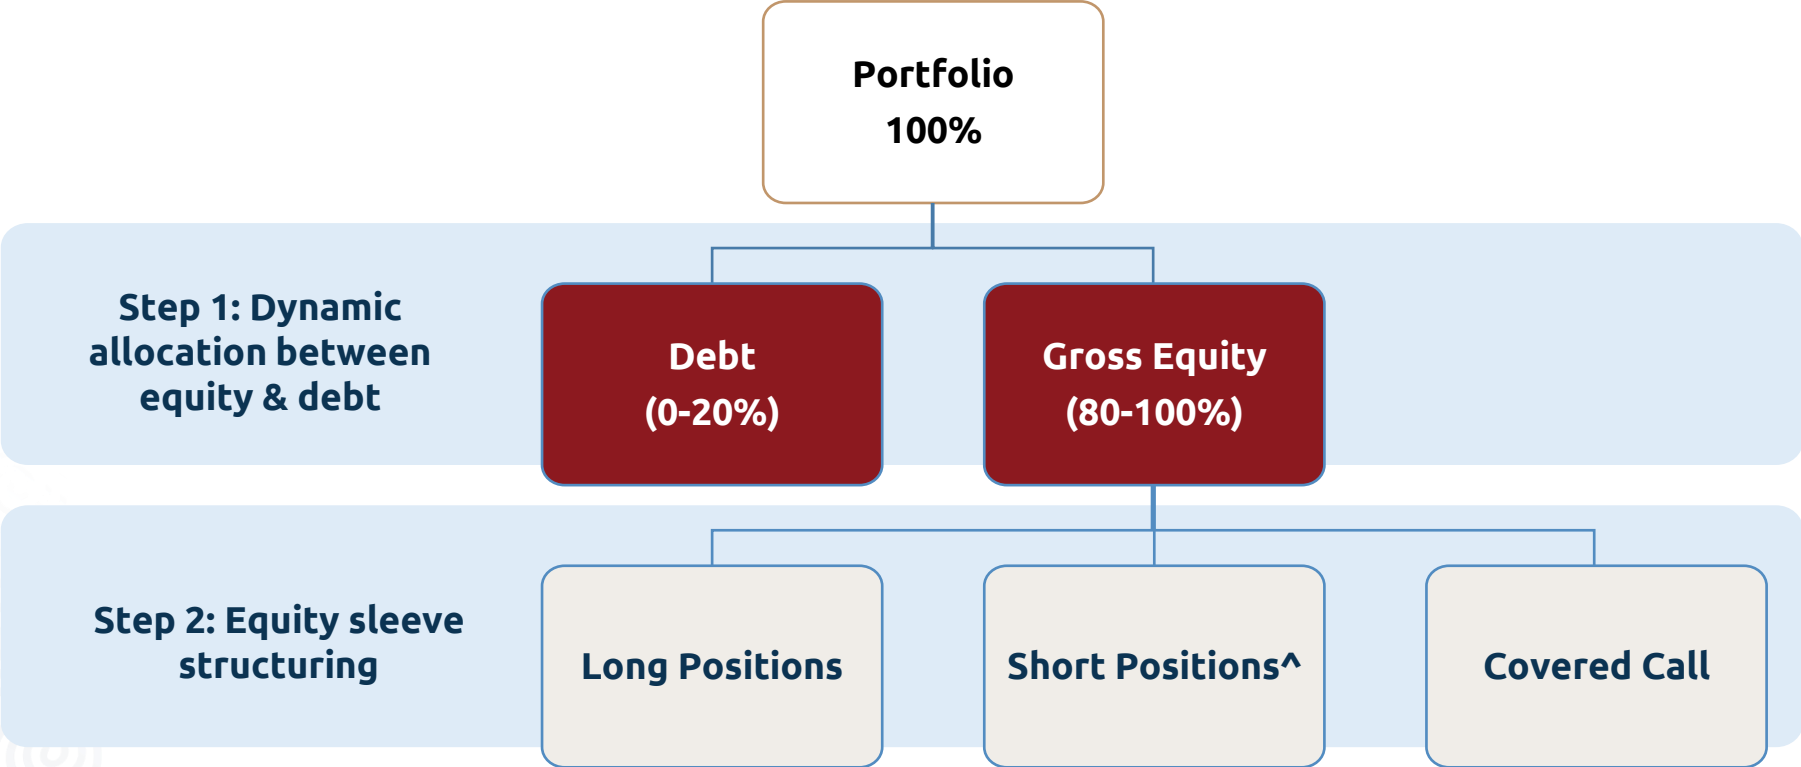 Portfolio
100%
Step 1: Dynamic
allocation between
equity & debt
Debt
(0-20%)
Gross Equity
(80-100%)
Step 2: Equity sleeve
structuring
Long Positions
Short Positions^
Covered Call